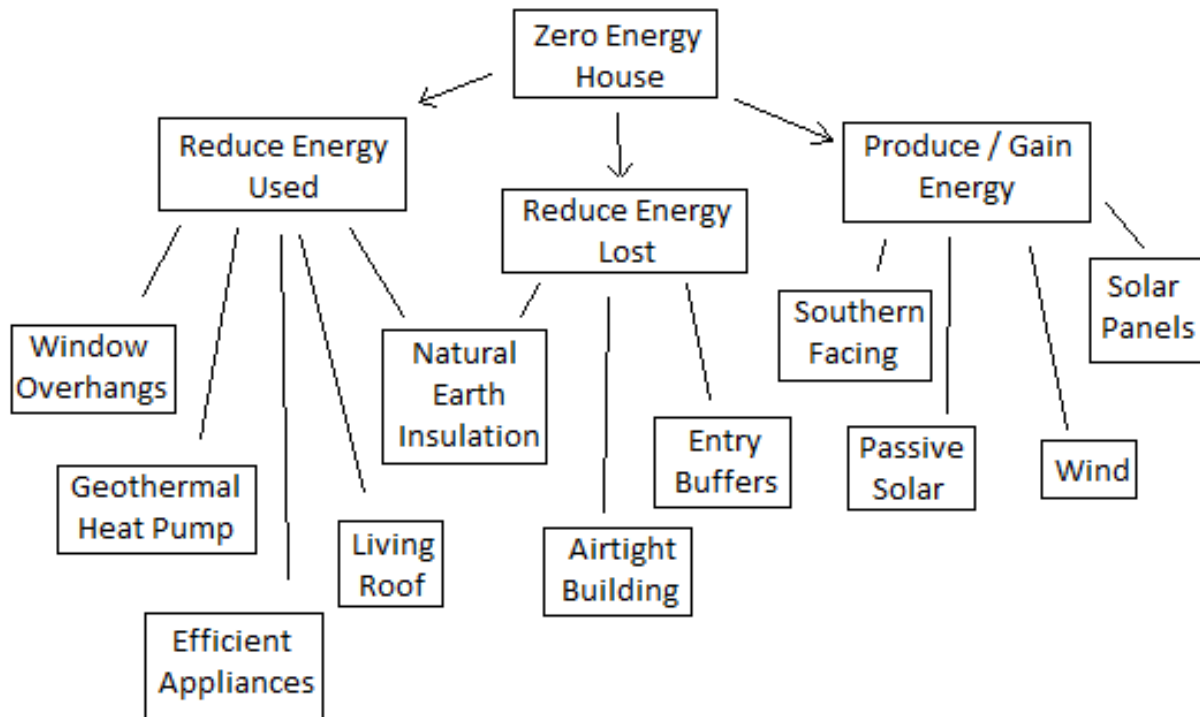 Zero Energy
House
Reduce Energy
Used
Reduce Energy
Lost
Produce / Gain
Energy
Window
Overhangs
Geothermal
Heat Pump
Efficient
Appliances
Living
Roof
Natural
Earth
Insulation
Airtight
Building
Entry
Buffers
Southern
Facing
Passive
Solar
Wind
Solar
Panels